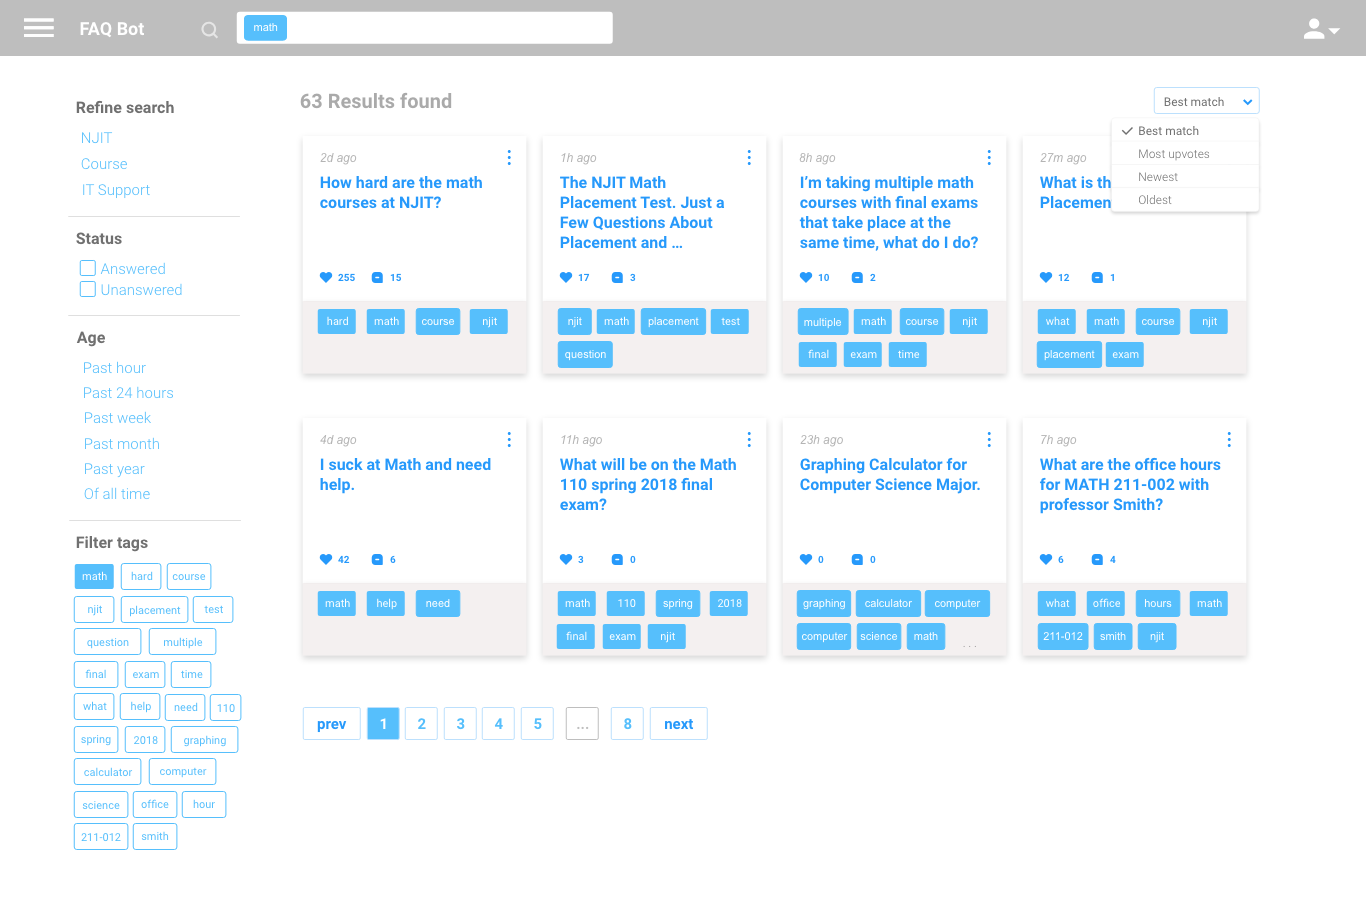 FAQ Bot
math
Refine search
NJIT
Course
IT Support
Status
Answered
Unanswered
Age
Past hour
Past 24 hours
Past week
Past month
Past year
Of all time
Filter tags
math hard course
njit placement test
question multiple
final exam time
what help need 110
spring 2018 graphing
calculator computer
science office hour
211-012 smith
63 Results found
Best match
Best match
Most upvotes
Newest
Oldest
2d ago
How hard are the math
courses at NJIT?
255 15
hard math course njit
1h ago
The NJIT Math
Placement Test. Just a
Few Questions About
Placement and ...
17 3
njit math placement test
question
8h ago
I'm taking multiple math
courses with final exams
that take place at the
same time, what do I do?
10 2
multiple math course njit
final exam time
27m ago
What is
12 1
what math course njit
placement exam
4d ago
I suck at Math and need
help.
42 6
math help need
11h ago
What will be on the Math
110 spring 2018 final
exam?
3 0
math 110 spring 2018
final exam njit
23h ago
Graphing Calculator for
Computer Science Major.
0 0
graphing calculator computer
computer science math ...
7h ago
What are the office hours
for MATH 211-002 with
professor Smith?
6 4
what office hours math
211-012 smith njit
prev 1 2 3 4 5 ... 8 next